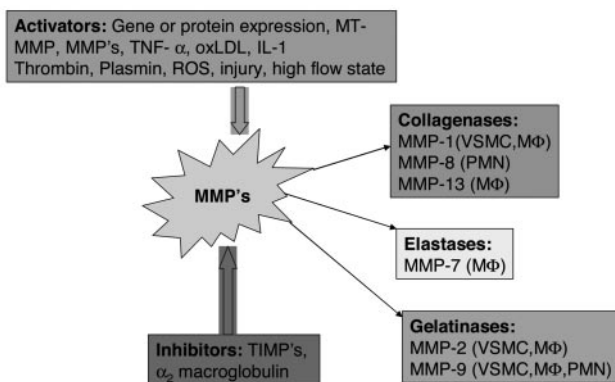 Activators: Gene or protein expression, MT-
MMP, MMP's, TNF- α, oxLDL, IL-1
Thrombin, Plasmin, ROS, injury, high flow state
Collagenases:
MMP-1(VSMC,MΦ)
MMP-8 (PMN)
MMP-13 (MΦ)
MMP's
Elastases:
MMP-7 (MΦ)
Gelatinases:
MMP-2 (VSMC,MΦ)
MMP-9 (VSMC,MΦ,PMN)
Inhibitors: TIMP's,
α₂ macroglobulin